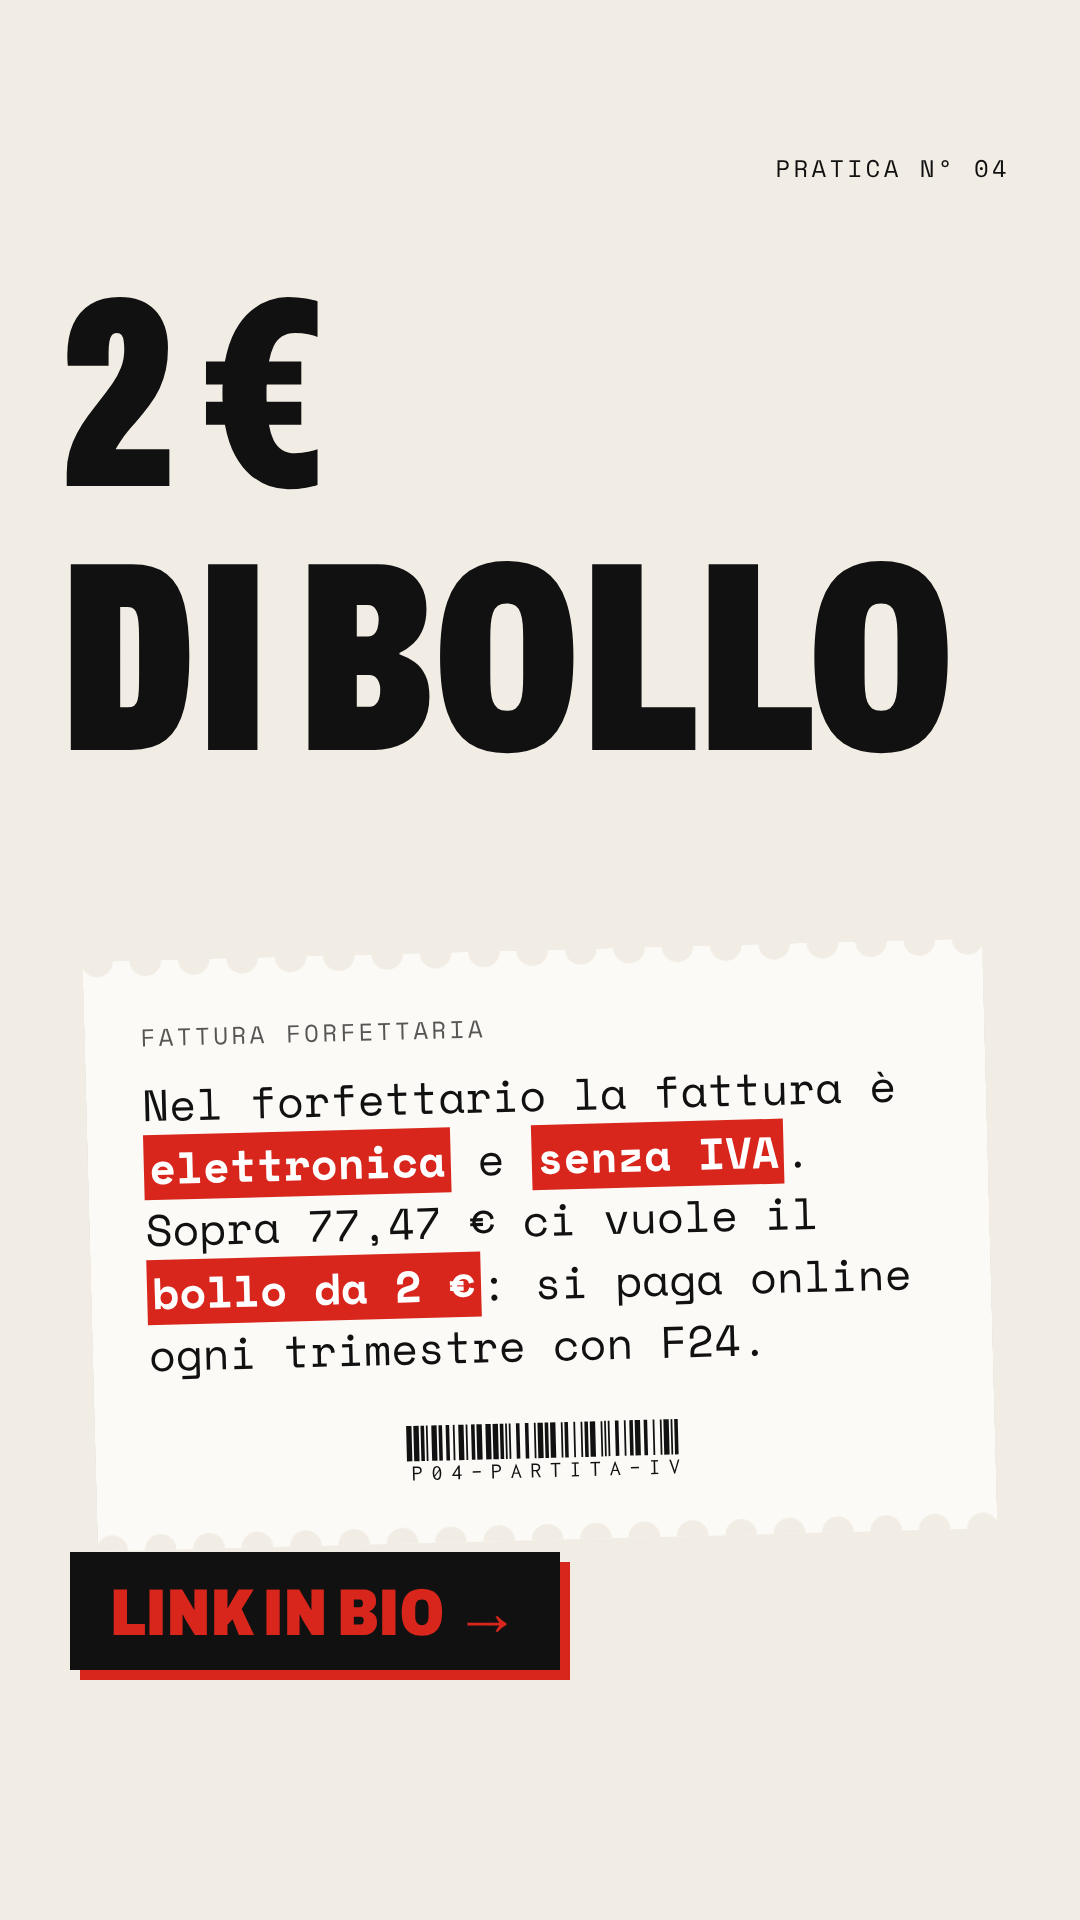 PRATICA N° 04
2 €
DI BOLLO
FATTURA FORFETTARIA
Nel forfettario la fattura è
elettronica e senza IVA.
Sopra 77,47 € ci vuole il
bollo da 2 €: si paga online
ogni trimestre con F24.
P04-PARTITA-IV
LINK IN BIO →